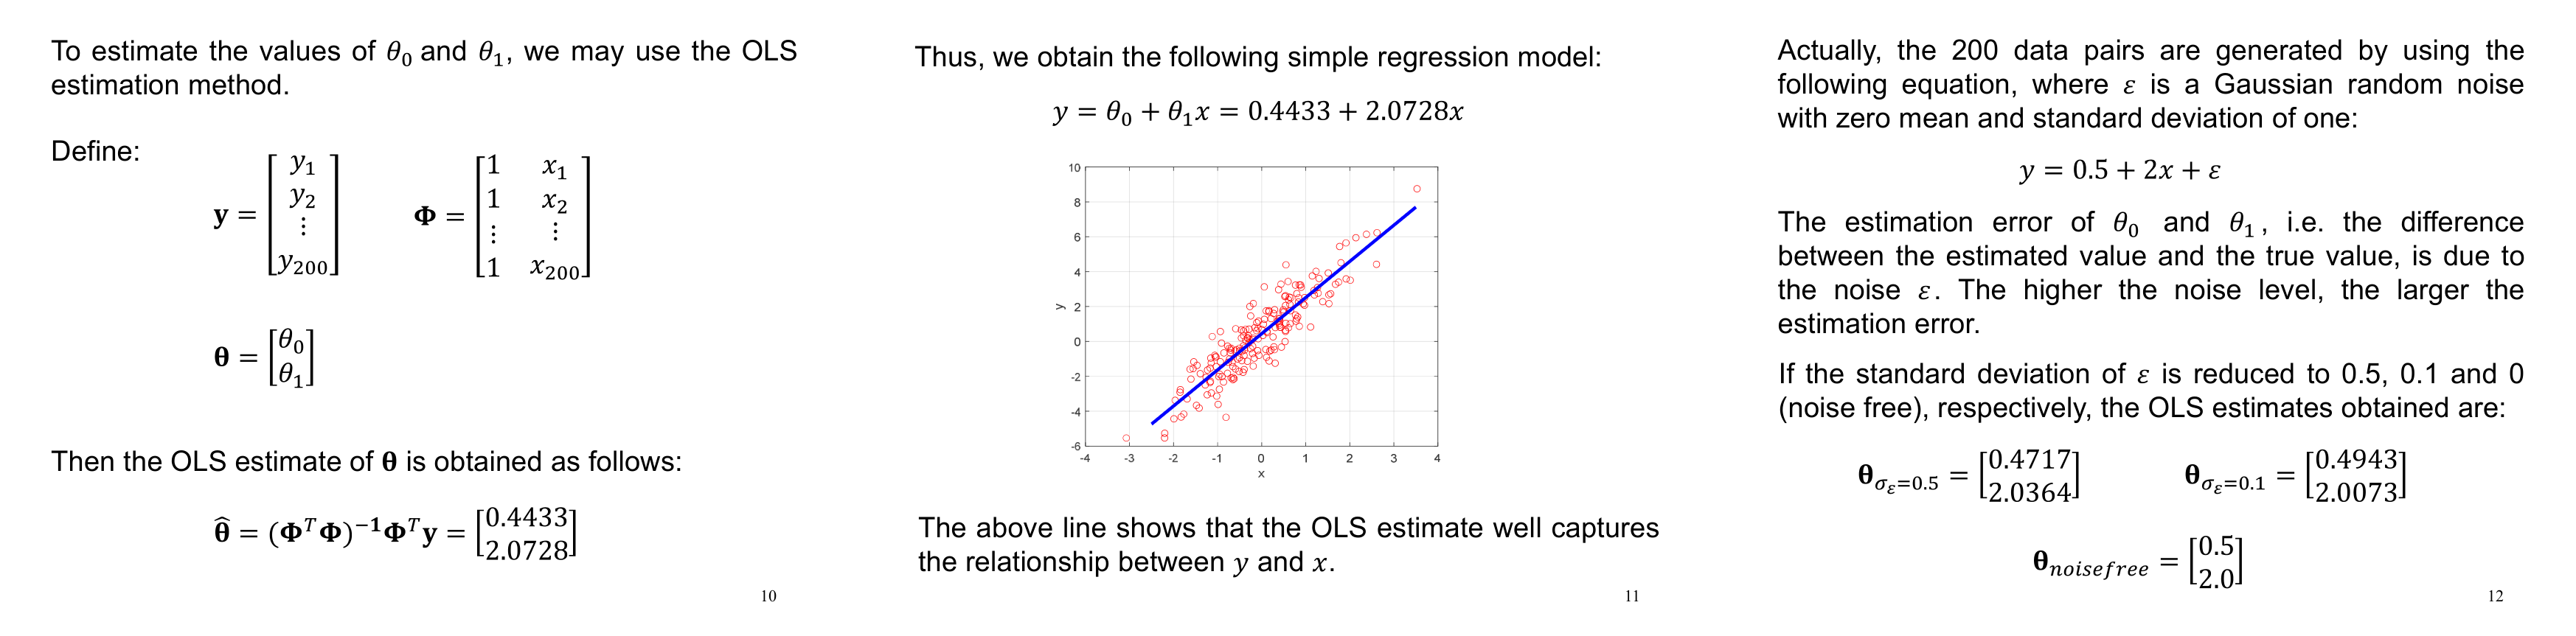 To estimate the values of θ₀ and θ₁, we may use the OLS
estimation method.
Define:
𝐲 = [y₁ y₂ ⋮ y₂₀₀]   𝚽 = [1 x₁; 1 x₂; ⋮ ⋮; 1 x₂₀₀]
𝛉 = [θ₀ θ₁]
Then the OLS estimate of 𝛉 is obtained as follows:
𝛉̂ = (𝚽ᵀ𝚽)⁻¹𝚽ᵀ𝐲 = [0.4433 2.0728]
10
Thus, we obtain the following simple regression model:
y = θ₀ + θ₁x = 0.4433 + 2.0728x
10
8
6
4
2
0
-2
-4
-6
y
-4 -3 -2 -1 0 1 2 3 4
x
The above line shows that the OLS estimate well captures
the relationship between y and x.
11
Actually, the 200 data pairs are generated by using the
following equation, where ε is a Gaussian random noise
with zero mean and standard deviation of one:
y = 0.5 + 2x + ε
The estimation error of θ₀ and θ₁, i.e. the difference
between the estimated value and the true value, is due to
the noise ε. The higher the noise level, the larger the
estimation error.
If the standard deviation of ε is reduced to 0.5, 0.1 and 0
(noise free), respectively, the OLS estimates obtained are:
𝛉σε=0.5 = [0.4717 2.0364]   𝛉σε=0.1 = [0.4943 2.0073]
𝛉noisefree = [0.5 2.0]
12